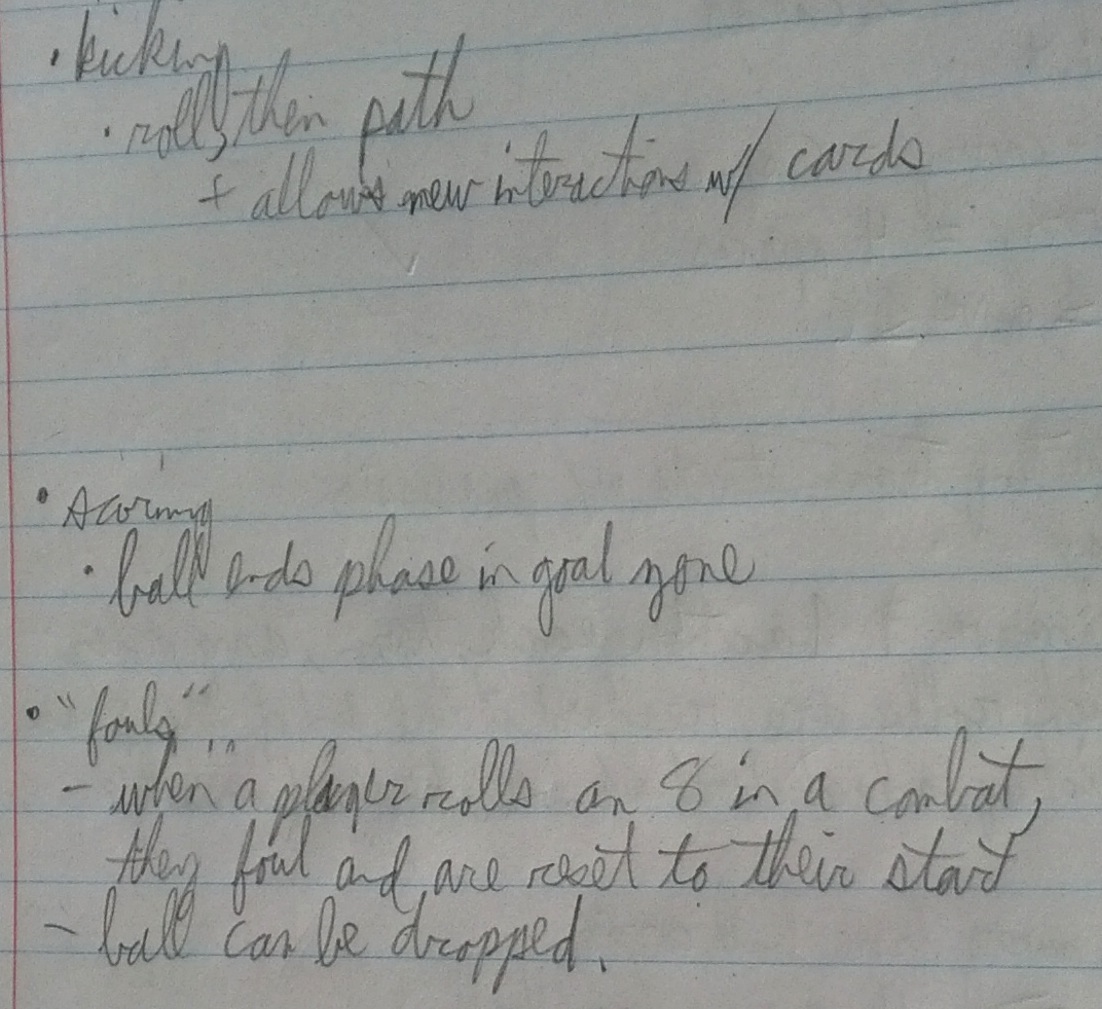 • kicking
• roll, then path
+ allows new interactions w/ cards
• scoring
• ball ends phase in goal zone
• "fouls"
- when a player rolls an 8 in a combat,
they foul and are reset to their start
- ball can be dropped.